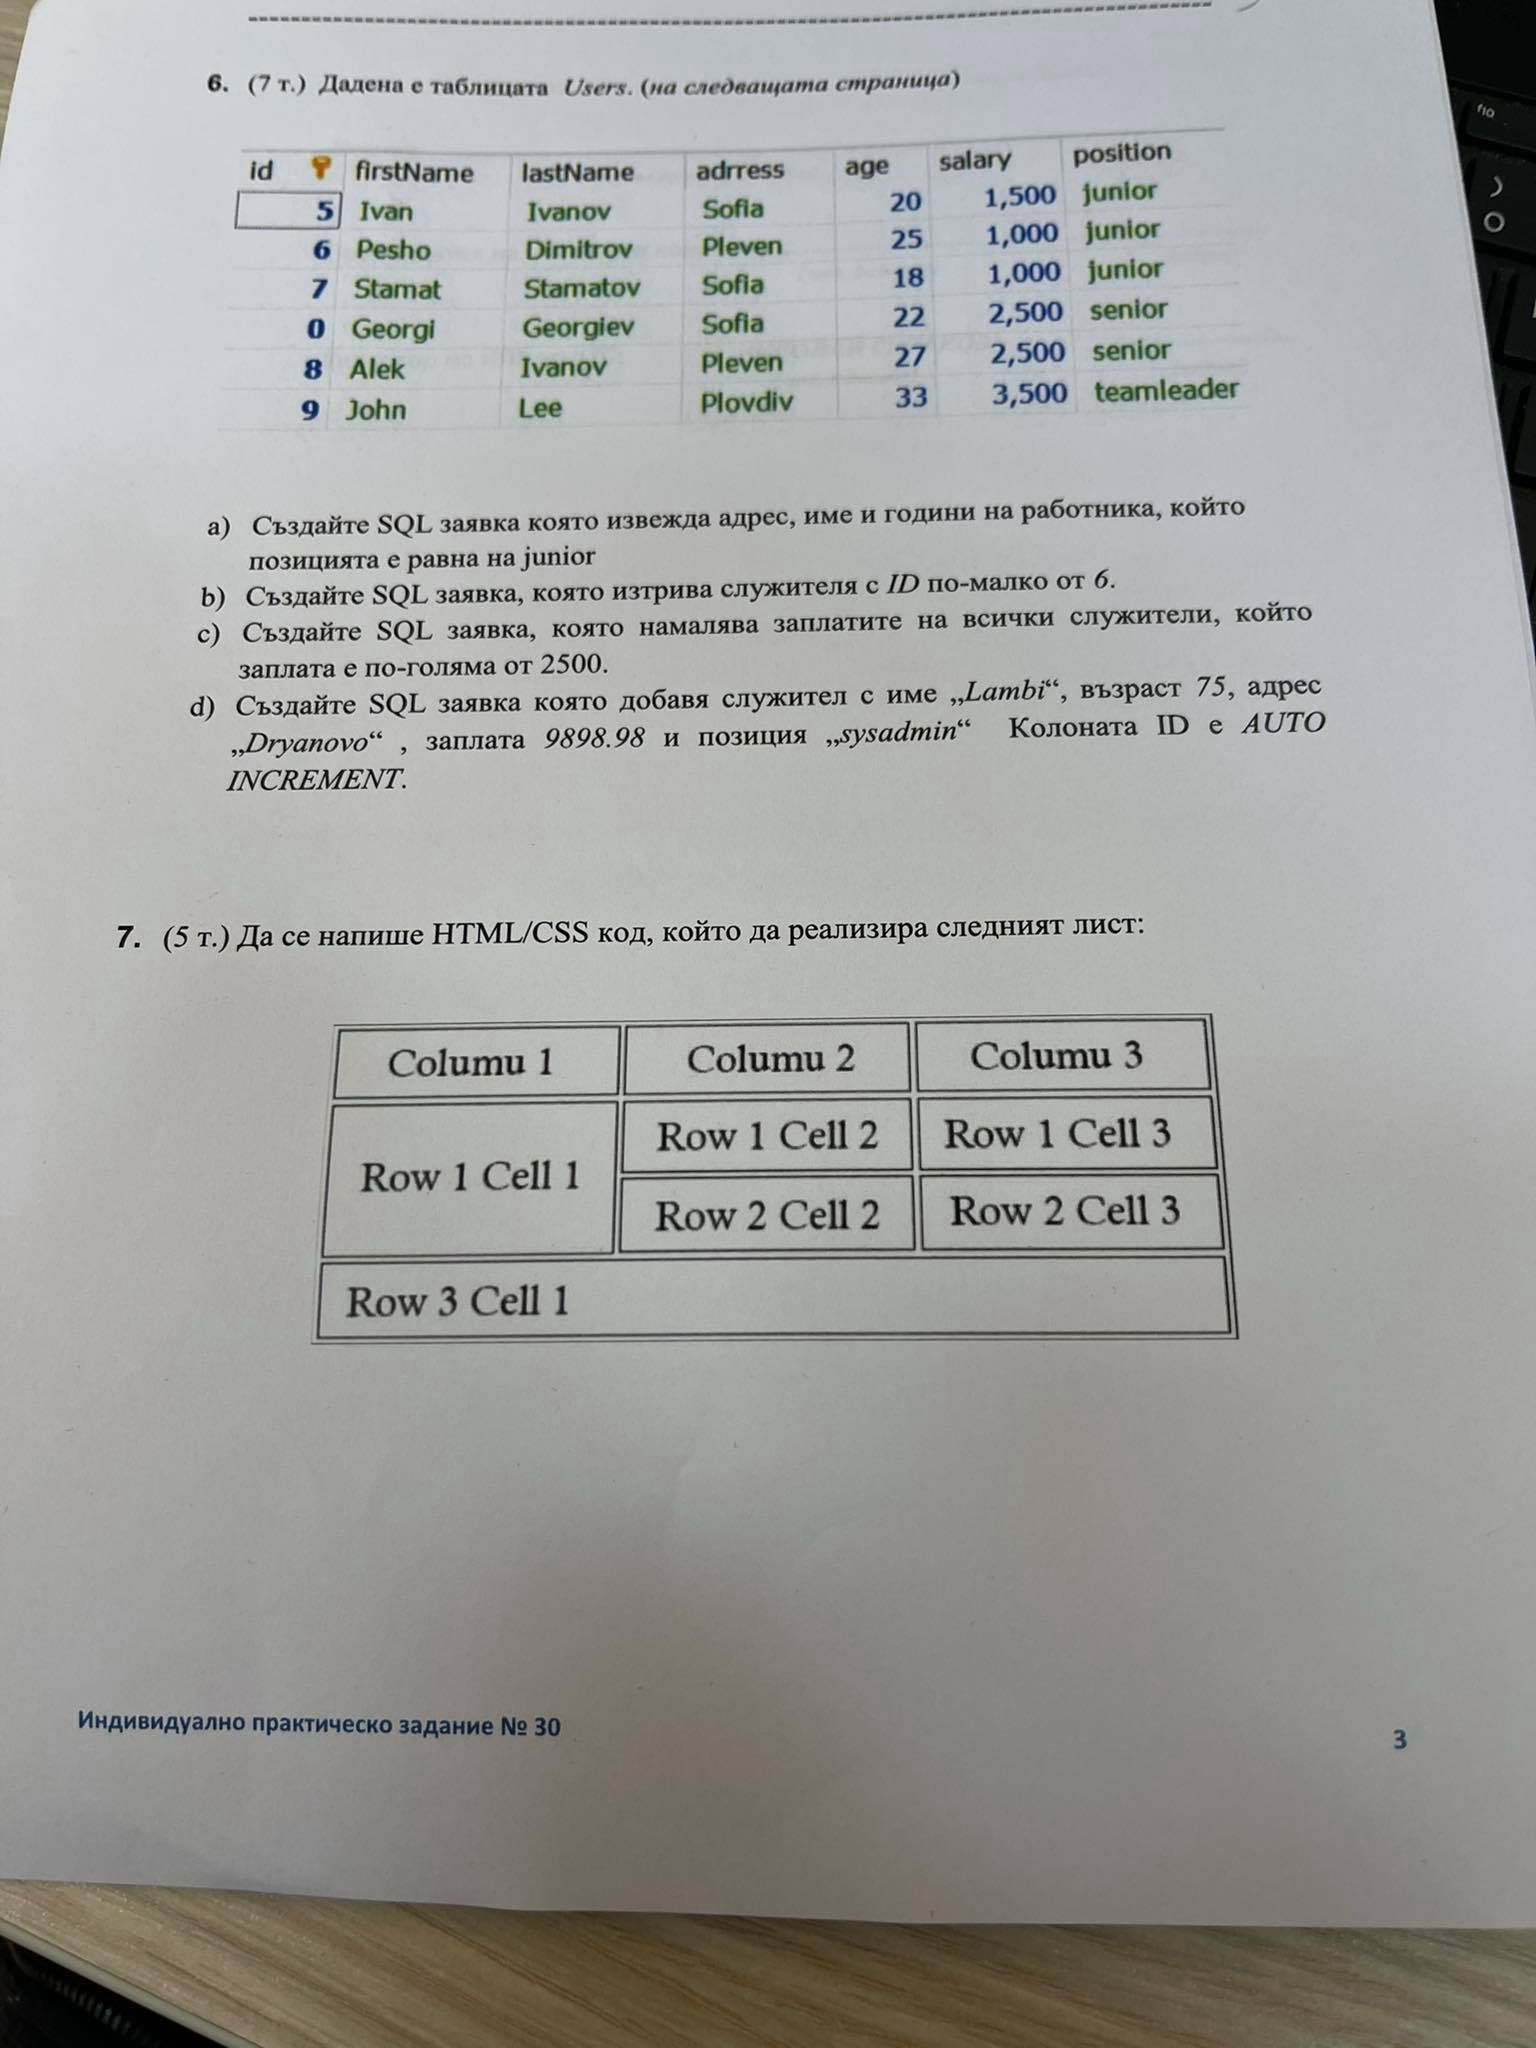 6. (7 т.) Дадена е таблицата Users. (на следващата страница)
id firstName lastName adrress age salary position
5 Ivan Ivanov Sofia 20 1,500 junior
6 Pesho Dimitrov Pleven 25 1,000 junior
7 Stamat Stamatov Sofia 18 1,000 junior
0 Georgi Georgiev Sofia 22 2,500 senior
8 Alek Ivanov Pleven 27 2,500 senior
9 John Lee Plovdiv 33 3,500 teamleader
a) Създайте SQL заявка която извежда адрес, име и години на работника, който
позицията е равна на junior
b) Създайте SQL заявка, която изтрива служителя с ID по-малко от 6.
c) Създайте SQL заявка, която намалява заплатите на всички служители, който
заплата е по-голяма от 2500.
d) Създайте SQL заявка която добавя служител с име „Lambi“, възраст 75, адрес
„Dryanovo“ , заплата 9898.98 и позиция „sysadmin“ Колоната ID е AUTO
INCREMENT.
7. (5 т.) Да се напише HTML/CSS код, който да реализира следният лист:
Columu 1 Columu 2 Columu 3
Row 1 Cell 1 Row 1 Cell 2 Row 1 Cell 3
Row 2 Cell 2 Row 2 Cell 3
Row 3 Cell 1
Индивидуално практическо задание № 30
3
f10